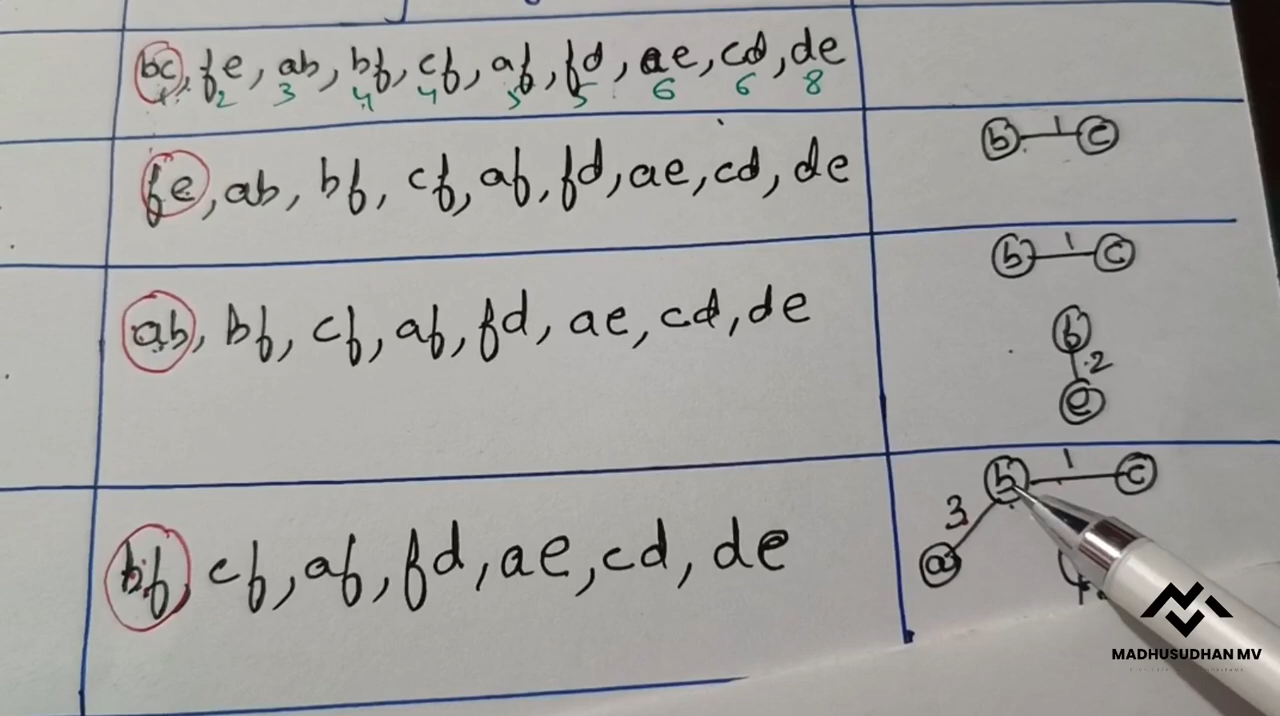 bc, fe, ab, bf, cf, af, fd, ae, cd, de
1 2 3 4 4 5 5 6 6 8
b 1 c
fe, ab, bf, cf, af, fd, ae, cd, de
b 1 c
f
2
e
ab, bf, cf, af, fd, ae, cd, de
b 1 c
3
a
bf, cf, af, fd, ae, cd, de
MADHUSUDHAN MV